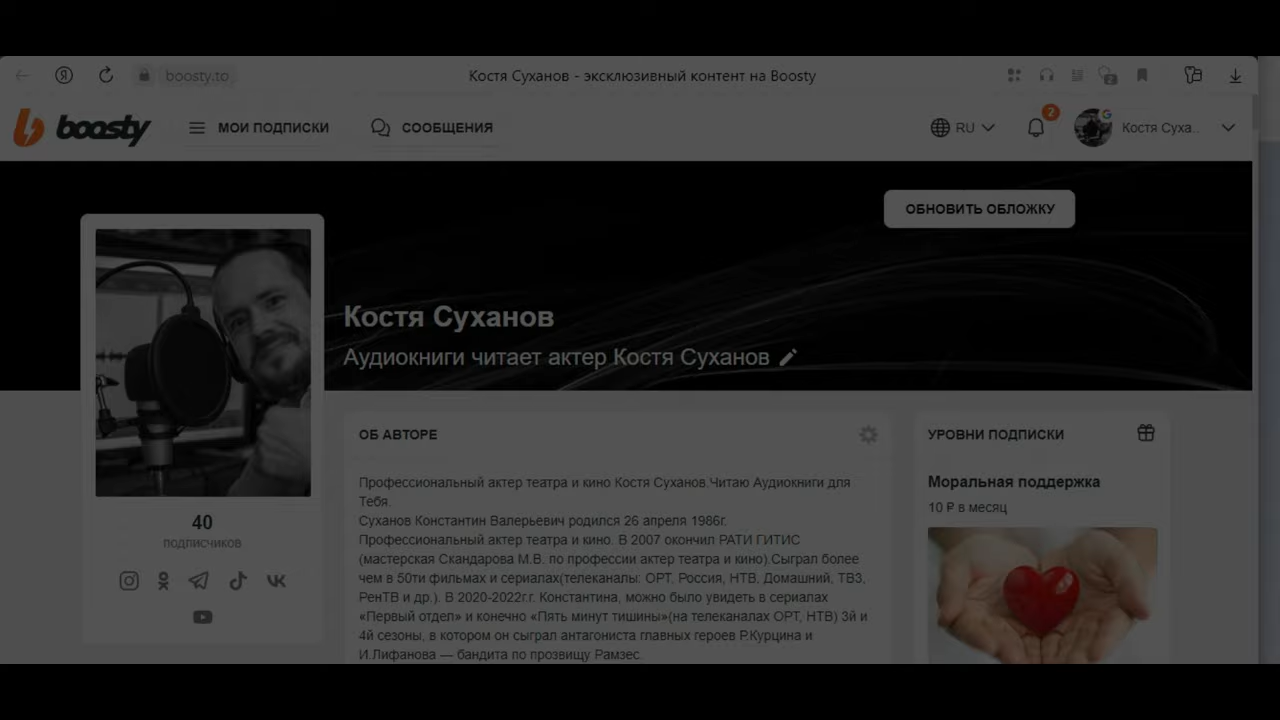 boosty.to
Костя Суханов - эксклюзивный контент на Boosty
2
boosty
МОИ ПОДПИСКИ
СООБЩЕНИЯ
RU
2
Костя Суха..
ОБНОВИТЬ ОБЛОЖКУ
Костя Суханов
Аудиокниги читает актер Костя Суханов
40
подписчиков
ОБ АВТОРЕ
Профессиональный актер театра и кино Костя Суханов.Читаю Аудиокниги для
Тебя.
Суханов Константин Валерьевич родился 26 апреля 1986г.
Профессиональный актер театра и кино. В 2007 окончил РАТИ ГИТИС
(мастерская Скандарова М.В. по профессии актер театра и кино).Сыграл более
чем в 50ти фильмах и сериалах(телеканалы: ОРТ, Россия, НТВ, Домашний, ТВ3,
РенТВ и др.). В 2020-2022г.г. Константина, можно было увидеть в сериалах
«Первый отдел» и конечно «Пять минут тишины»(на телеканалах ОРТ, НТВ) 3й и
4й сезоны, в котором он сыграл антагониста главных героев Р.Курцина и
И.Лифанова — бандита по прозвищу Рамзес.
УРОВНИ ПОДПИСКИ
Моральная поддержка
10 ₽ в месяц